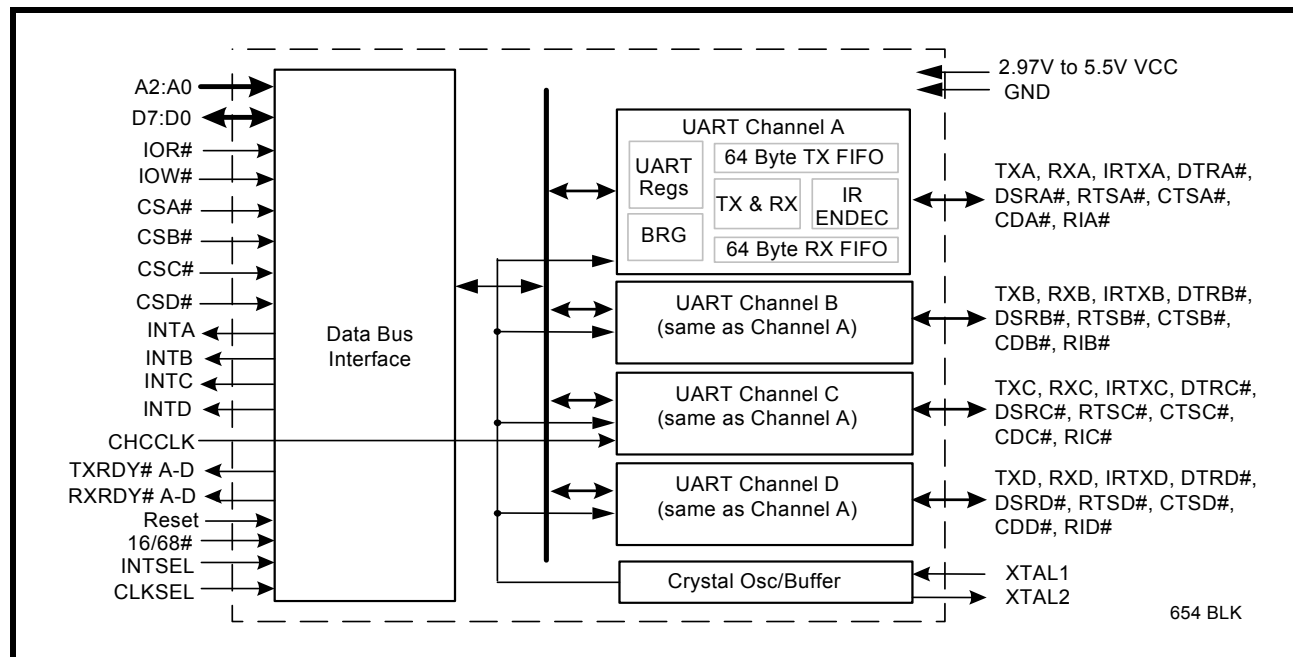 A2:A0
D7:D0
IOR#
IOW#
CSA#
CSB#
CSC#
CSD#
INTA
INTB
INTC
INTD
CHCCLK
TXRDY# A-D
RXRDY# A-D
Reset
16/68#
INTSEL
CLKSEL
Data Bus
Interface
UART Channel A
UART
Regs
BRG
64 Byte TX FIFO
TX & RX
IR
ENDEC
64 Byte RX FIFO
UART Channel B
(same as Channel A)
UART Channel C
(same as Channel A)
UART Channel D
(same as Channel A)
Crystal Osc/Buffer
2.97V to 5.5V VCC
GND
TXA, RXA, IRTXA, DTRA#,
DSRA#, RTSA#, CTSA#,
CDA#, RIA#
TXB, RXB, IRTXB, DTRB#,
DSRB#, RTSB#, CTSB#,
CDB#, RIB#
TXC, RXC, IRTXC, DTRC#,
DSRC#, RTSC#, CTSC#,
CDC#, RIC#
TXD, RXD, IRTXD, DTRD#,
DSRD#, RTSD#, CTSD#,
CDD#, RID#
XTAL1
XTAL2
654 BLK